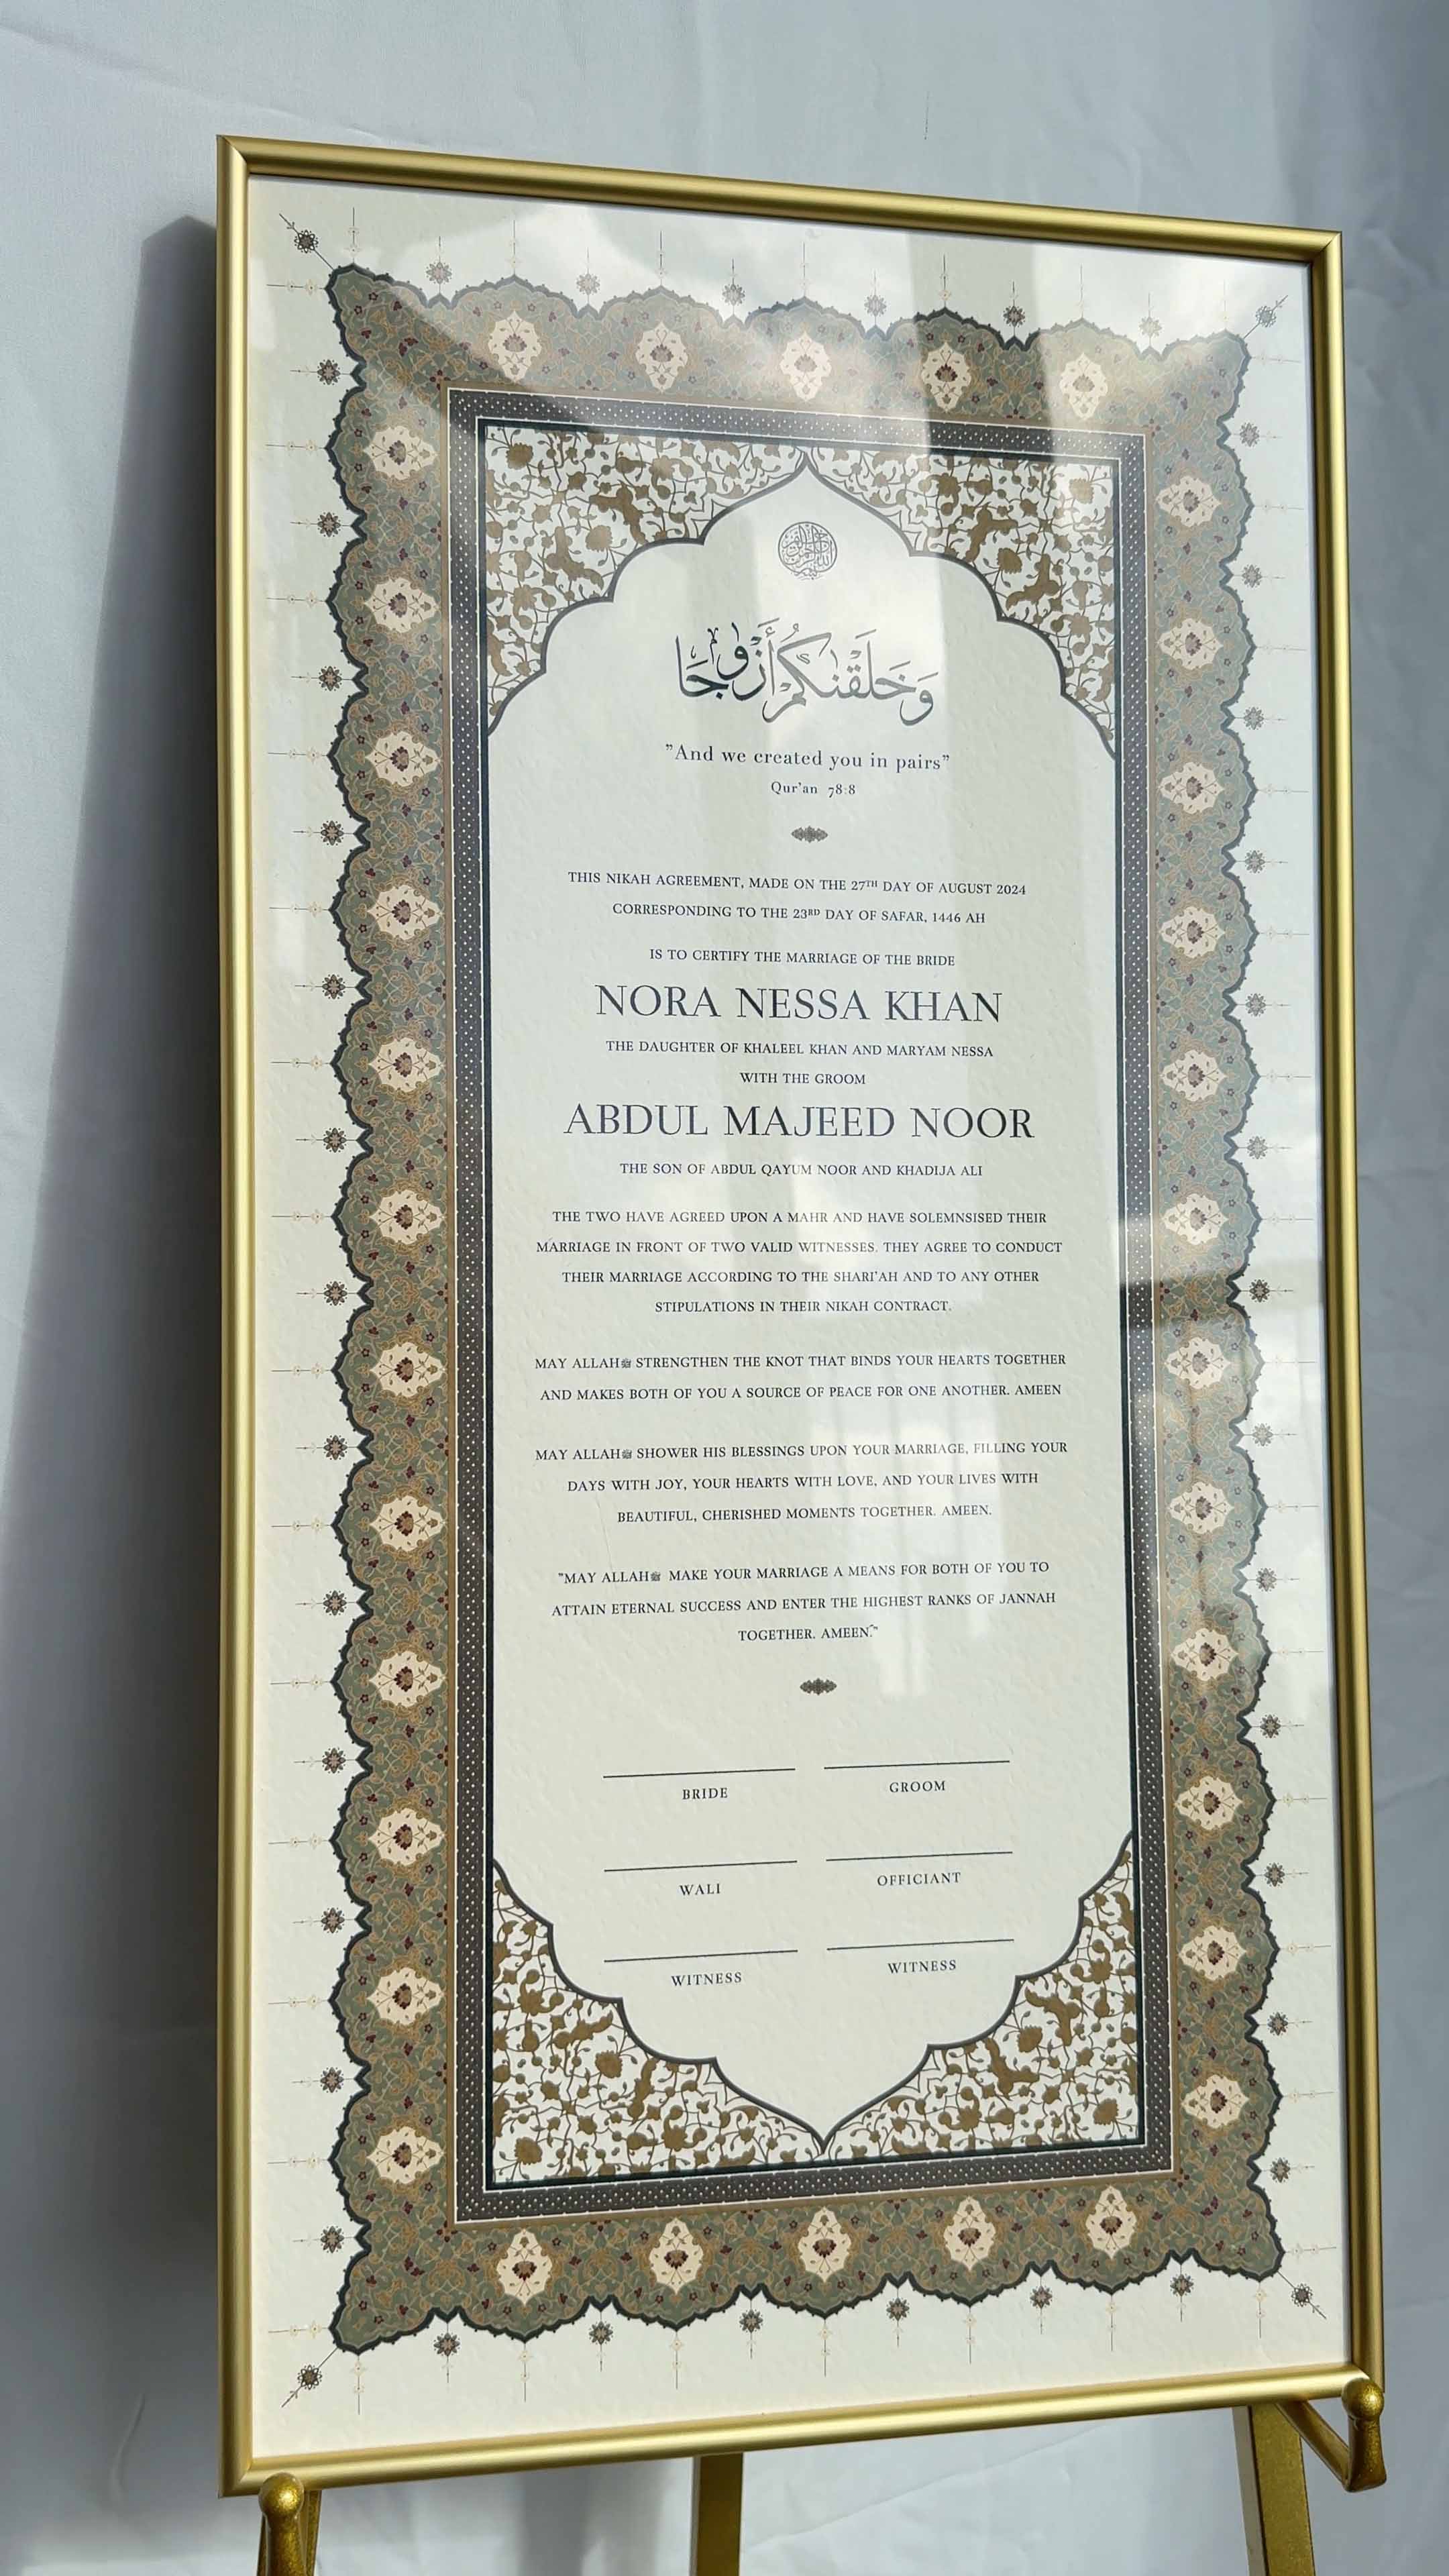 وَخَلَقْنَٰكُمْ أَزْوَٰجًا
"And we created you in pairs"
Qur'an 78:8
THIS NIKAH AGREEMENT, MADE ON THE 27TH DAY OF AUGUST 2024
CORRESPONDING TO THE 23RD DAY OF SAFAR, 1446 AH
IS TO CERTIFY THE MARRIAGE OF THE BRIDE
NORA NESSA KHAN
THE DAUGHTER OF KHALEEL KHAN AND MARYAM NESSA
WITH THE GROOM
ABDUL MAJEED NOOR
THE SON OF ABDUL QAYUM NOOR AND KHADIJA ALI
THE TWO HAVE AGREED UPON A MAHR AND HAVE SOLEMNSISED THEIR
MARRIAGE IN FRONT OF TWO VALID WITNESSES. THEY AGREE TO CONDUCT
THEIR MARRIAGE ACCORDING TO THE SHARI'AH AND TO ANY OTHER
STIPULATIONS IN THEIR NIKAH CONTRACT.
MAY ALLAH STRENGTHEN THE KNOT THAT BINDS YOUR HEARTS TOGETHER
AND MAKES BOTH OF YOU A SOURCE OF PEACE FOR ONE ANOTHER. AMEEN
MAY ALLAH SHOWER HIS BLESSINGS UPON YOUR MARRIAGE, FILLING YOUR
DAYS WITH JOY, YOUR HEARTS WITH LOVE, AND YOUR LIVES WITH
BEAUTIFUL, CHERISHED MOMENTS TOGETHER. AMEEN.
"MAY ALLAH MAKE YOUR MARRIAGE A MEANS FOR BOTH OF YOU TO
ATTAIN ETERNAL SUCCESS AND ENTER THE HIGHEST RANKS OF JANNAH
TOGETHER. AMEEN."
BRIDE GROOM
WALI OFFICIANT
WITNESS WITNESS